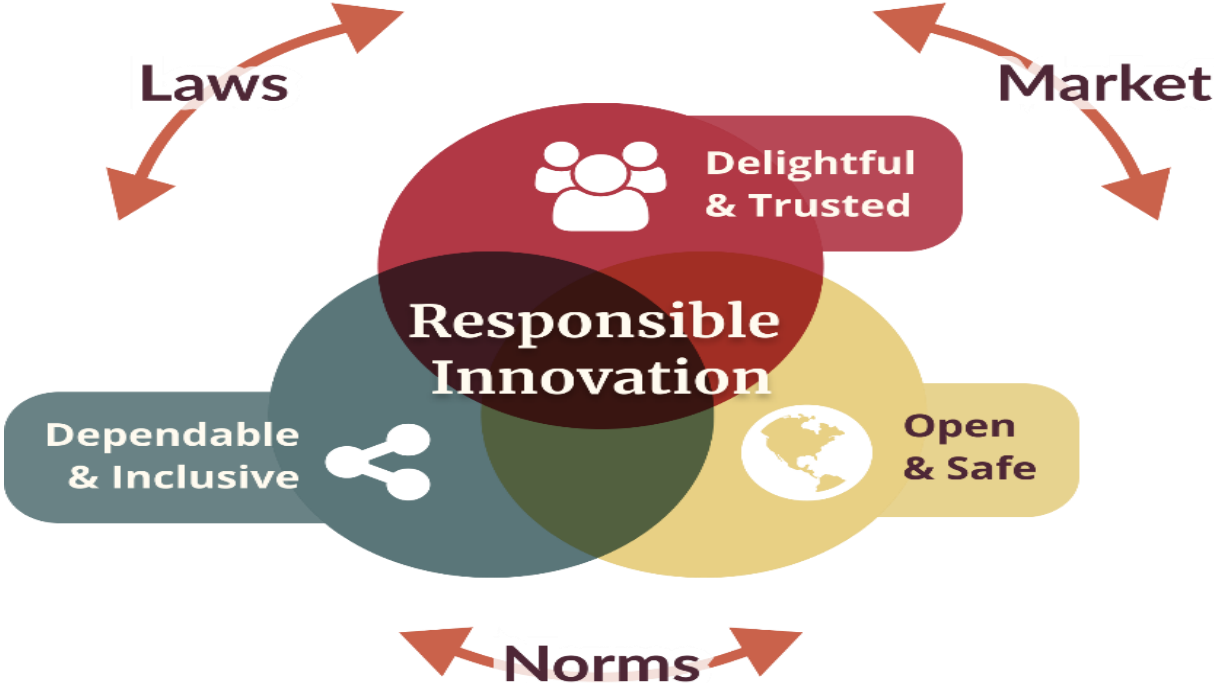 Laws
Market
Delightful
& Trusted
Responsible
Innovation
Dependable
& Inclusive
Open
& Safe
Norms